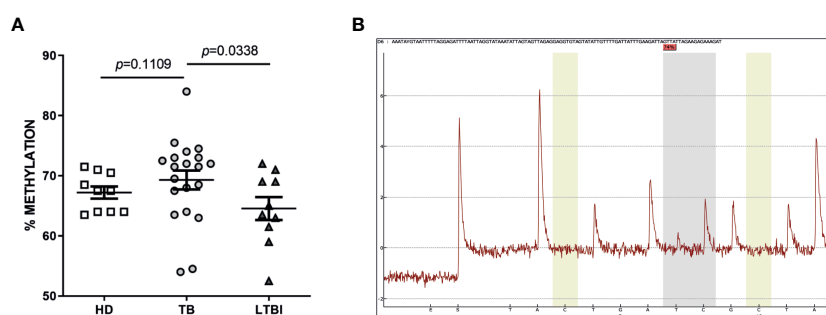 A
B
% METHYLATION
90
80
70
60
50
p=0.1109
p=0.0338
HD
TB
LTBI
74%
6
4
2
0
-2
E S T A C T G A T C G C T A